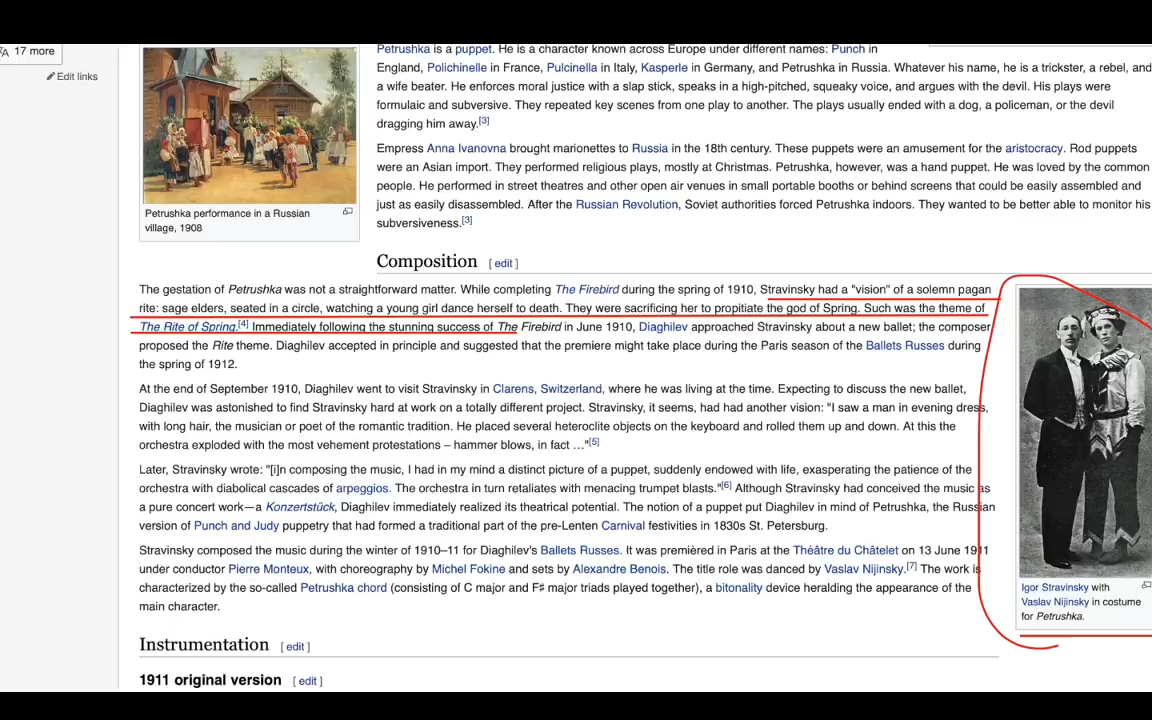 17 more
Edit links
Petrushka performance in a Russian
village, 1908
Petrushka is a puppet. He is a character known across Europe under different names: Punch in
England, Polichinelle in France, Pulcinella in Italy, Kasperle in Germany, and Petrushka in Russia. Whatever his name, he is a trickster, a rebel, and
a wife beater. He enforces moral justice with a slap stick, speaks in a high-pitched, squeaky voice, and argues with the devil. His plays were
formulaic and subversive. They repeated key scenes from one play to another. The plays usually ended with a dog, a policeman, or the devil
dragging him away.[3]
Empress Anna Ivanovna brought marionettes to Russia in the 18th century. These puppets were an amusement for the aristocracy. Rod puppets
were an Asian import. They performed religious plays, mostly at Christmas. Petrushka, however, was a hand puppet. He was loved by the common
people. He performed in street theatres and other open air venues in small portable booths or behind screens that could be easily assembled and
just as easily disassembled. After the Russian Revolution, Soviet authorities forced Petrushka indoors. They wanted to be better able to monitor his
subversiveness.[3]
Composition [ edit ]
The gestation of Petrushka was not a straightforward matter. While completing The Firebird during the spring of 1910, Stravinsky had a "vision" of a solemn pagan
rite: sage elders, seated in a circle, watching a young girl dance herself to death. They were sacrificing her to propitiate the god of Spring. Such was the theme of
The Rite of Spring.[4] Immediately following the stunning success of The Firebird in June 1910, Diaghilev approached Stravinsky about a new ballet; the composer
proposed the Rite theme. Diaghilev accepted in principle and suggested that the premiere might take place during the Paris season of the Ballets Russes during
the spring of 1912.
At the end of September 1910, Diaghilev went to visit Stravinsky in Clarens, Switzerland, where he was living at the time. Expecting to discuss the new ballet,
Diaghilev was astonished to find Stravinsky hard at work on a totally different project. Stravinsky, it seems, had had another vision: "I saw a man in evening dress,
with long hair, the musician or poet of the romantic tradition. He placed several heteroclite objects on the keyboard and rolled them up and down. At this the
orchestra exploded with the most vehement protestations – hammer blows, in fact …"[5]
Later, Stravinsky wrote: "[i]n composing the music, I had in my mind a distinct picture of a puppet, suddenly endowed with life, exasperating the patience of the
orchestra with diabolical cascades of arpeggios. The orchestra in turn retaliates with menacing trumpet blasts."[6] Although Stravinsky had conceived the music as
a pure concert work—a Konzertstück, Diaghilev immediately realized its theatrical potential. The notion of a puppet put Diaghilev in mind of Petrushka, the Russian
version of Punch and Judy puppetry that had formed a traditional part of the pre-Lenten Carnival festivities in 1830s St. Petersburg.
Stravinsky composed the music during the winter of 1910–11 for Diaghilev's Ballets Russes. It was premièred in Paris at the Théâtre du Châtelet on 13 June 1911
under conductor Pierre Monteux, with choreography by Michel Fokine and sets by Alexandre Benois. The title role was danced by Vaslav Nijinsky.[7] The work is
characterized by the so-called Petrushka chord (consisting of C major and F♯ major triads played together), a bitonality device heralding the appearance of the
main character.
Igor Stravinsky with
Vaslav Nijinsky in costume
for Petrushka.
Instrumentation [ edit ]
1911 original version [ edit ]